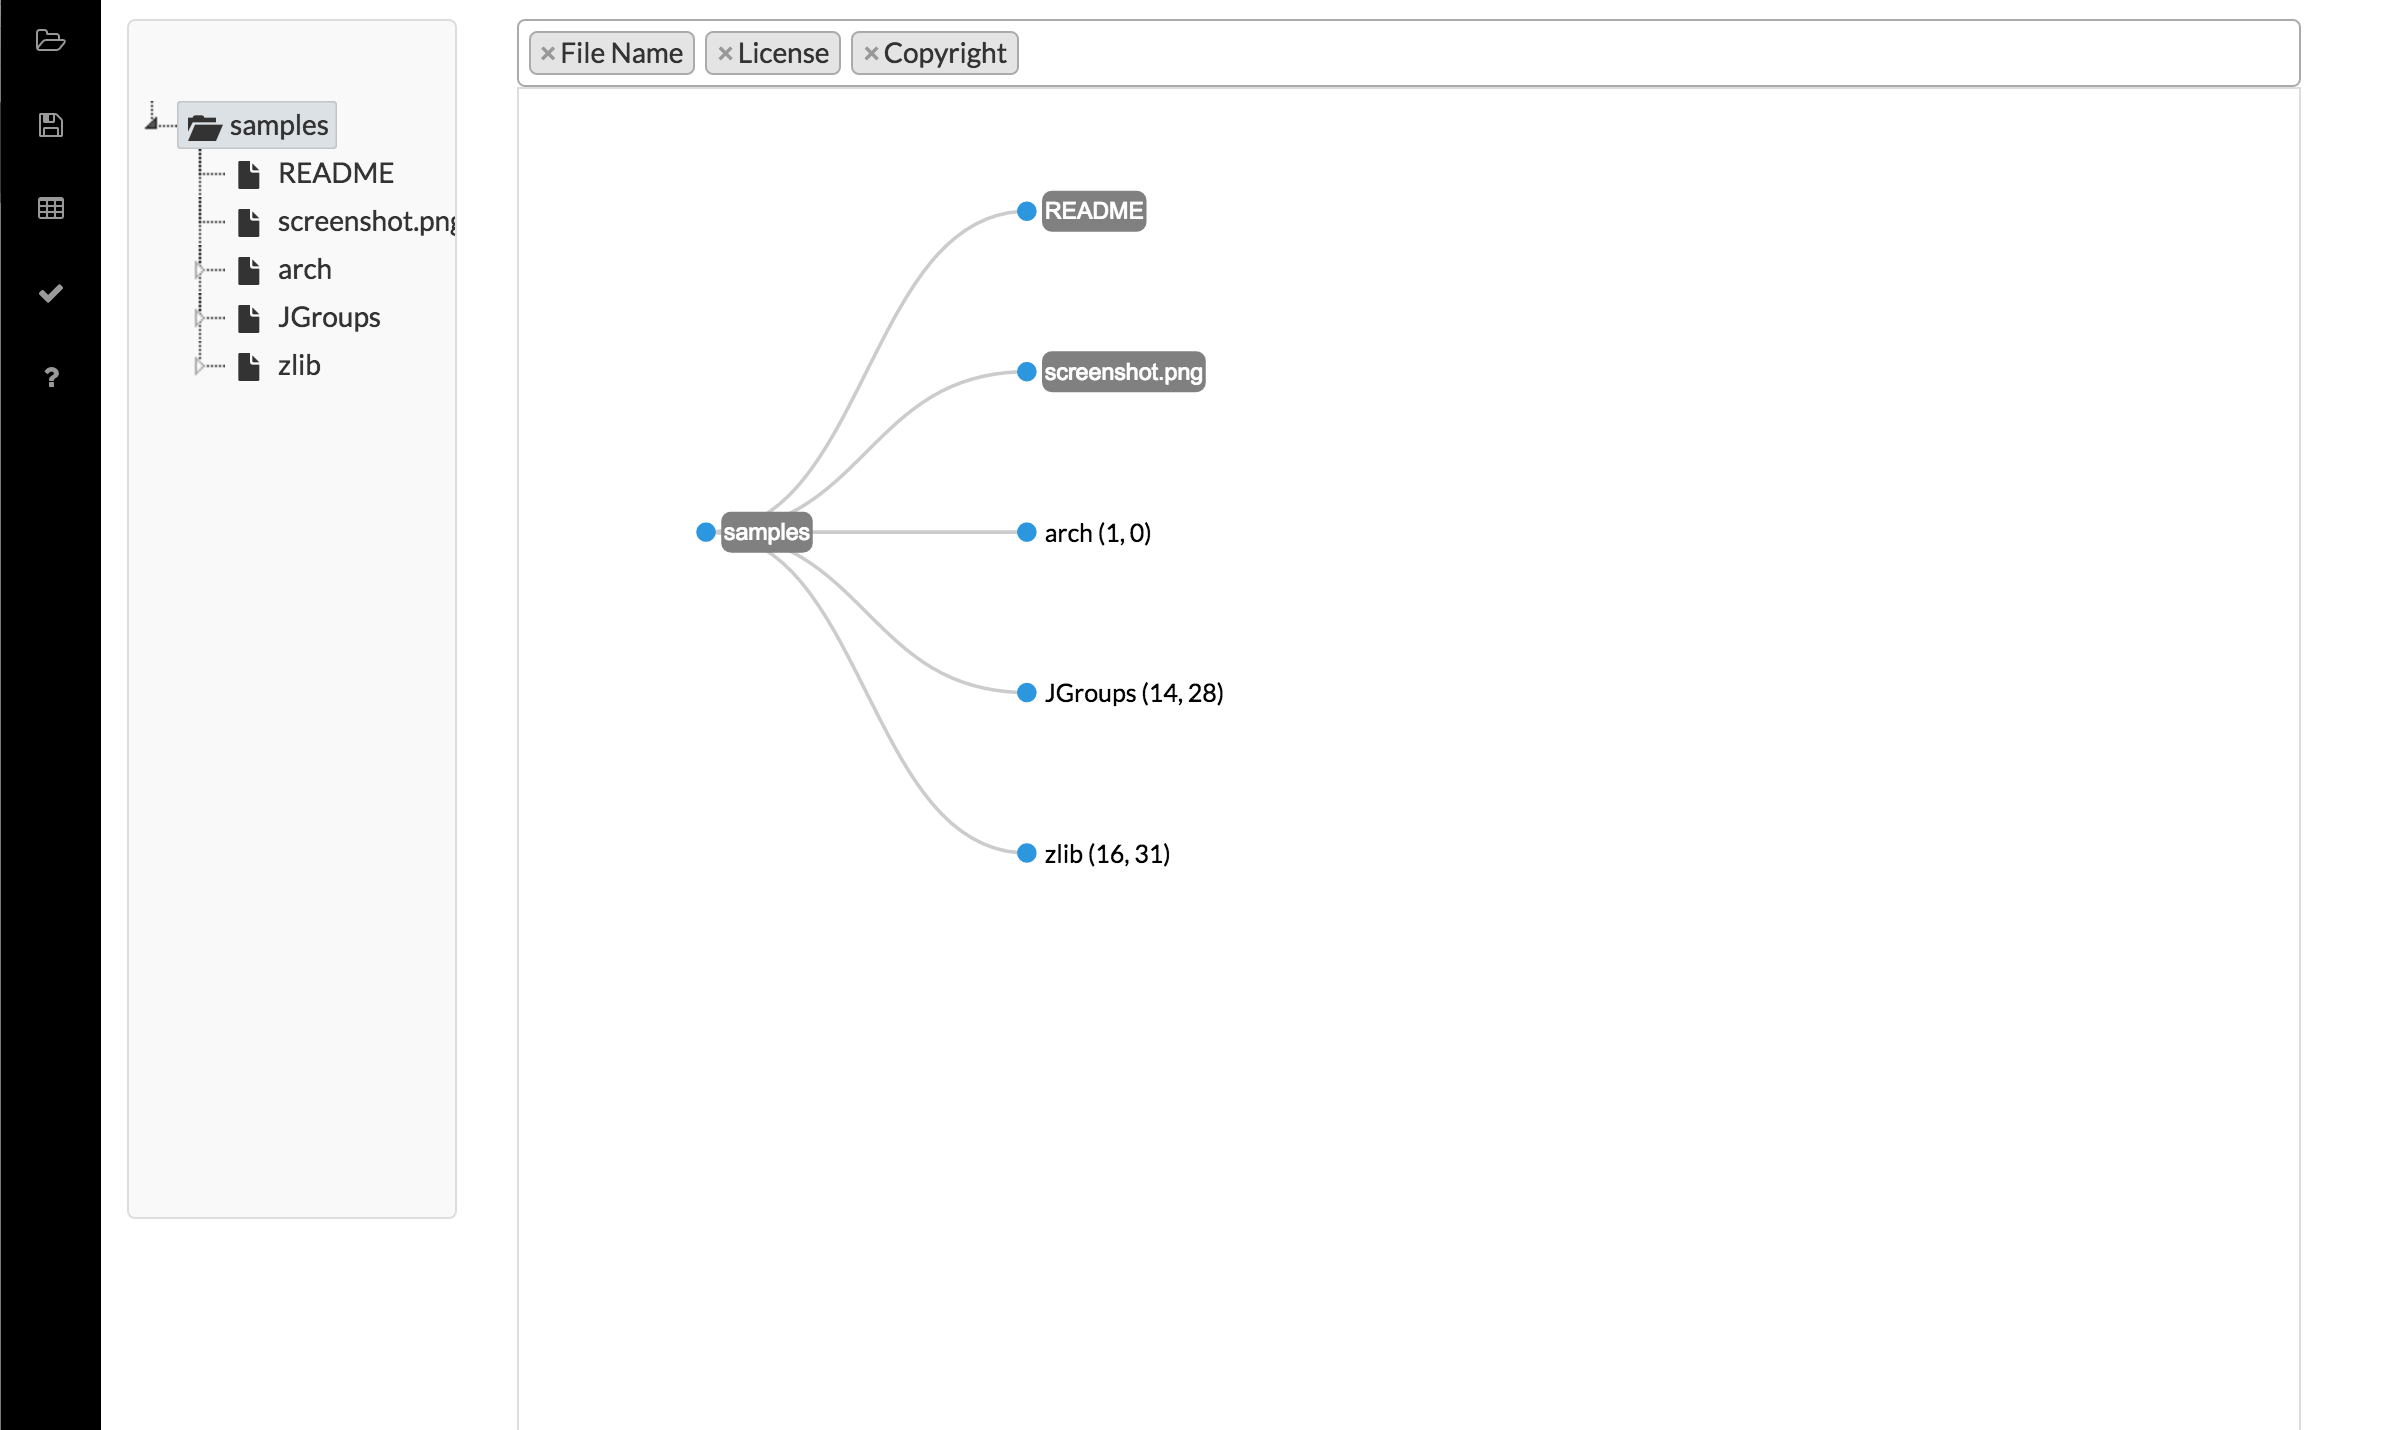 samples
README
screenshot.png
arch
JGroups
zlib
File Name
License
Copyright
README
screenshot.png
samples
arch (1, 0)
JGroups (14, 28)
zlib (16, 31)